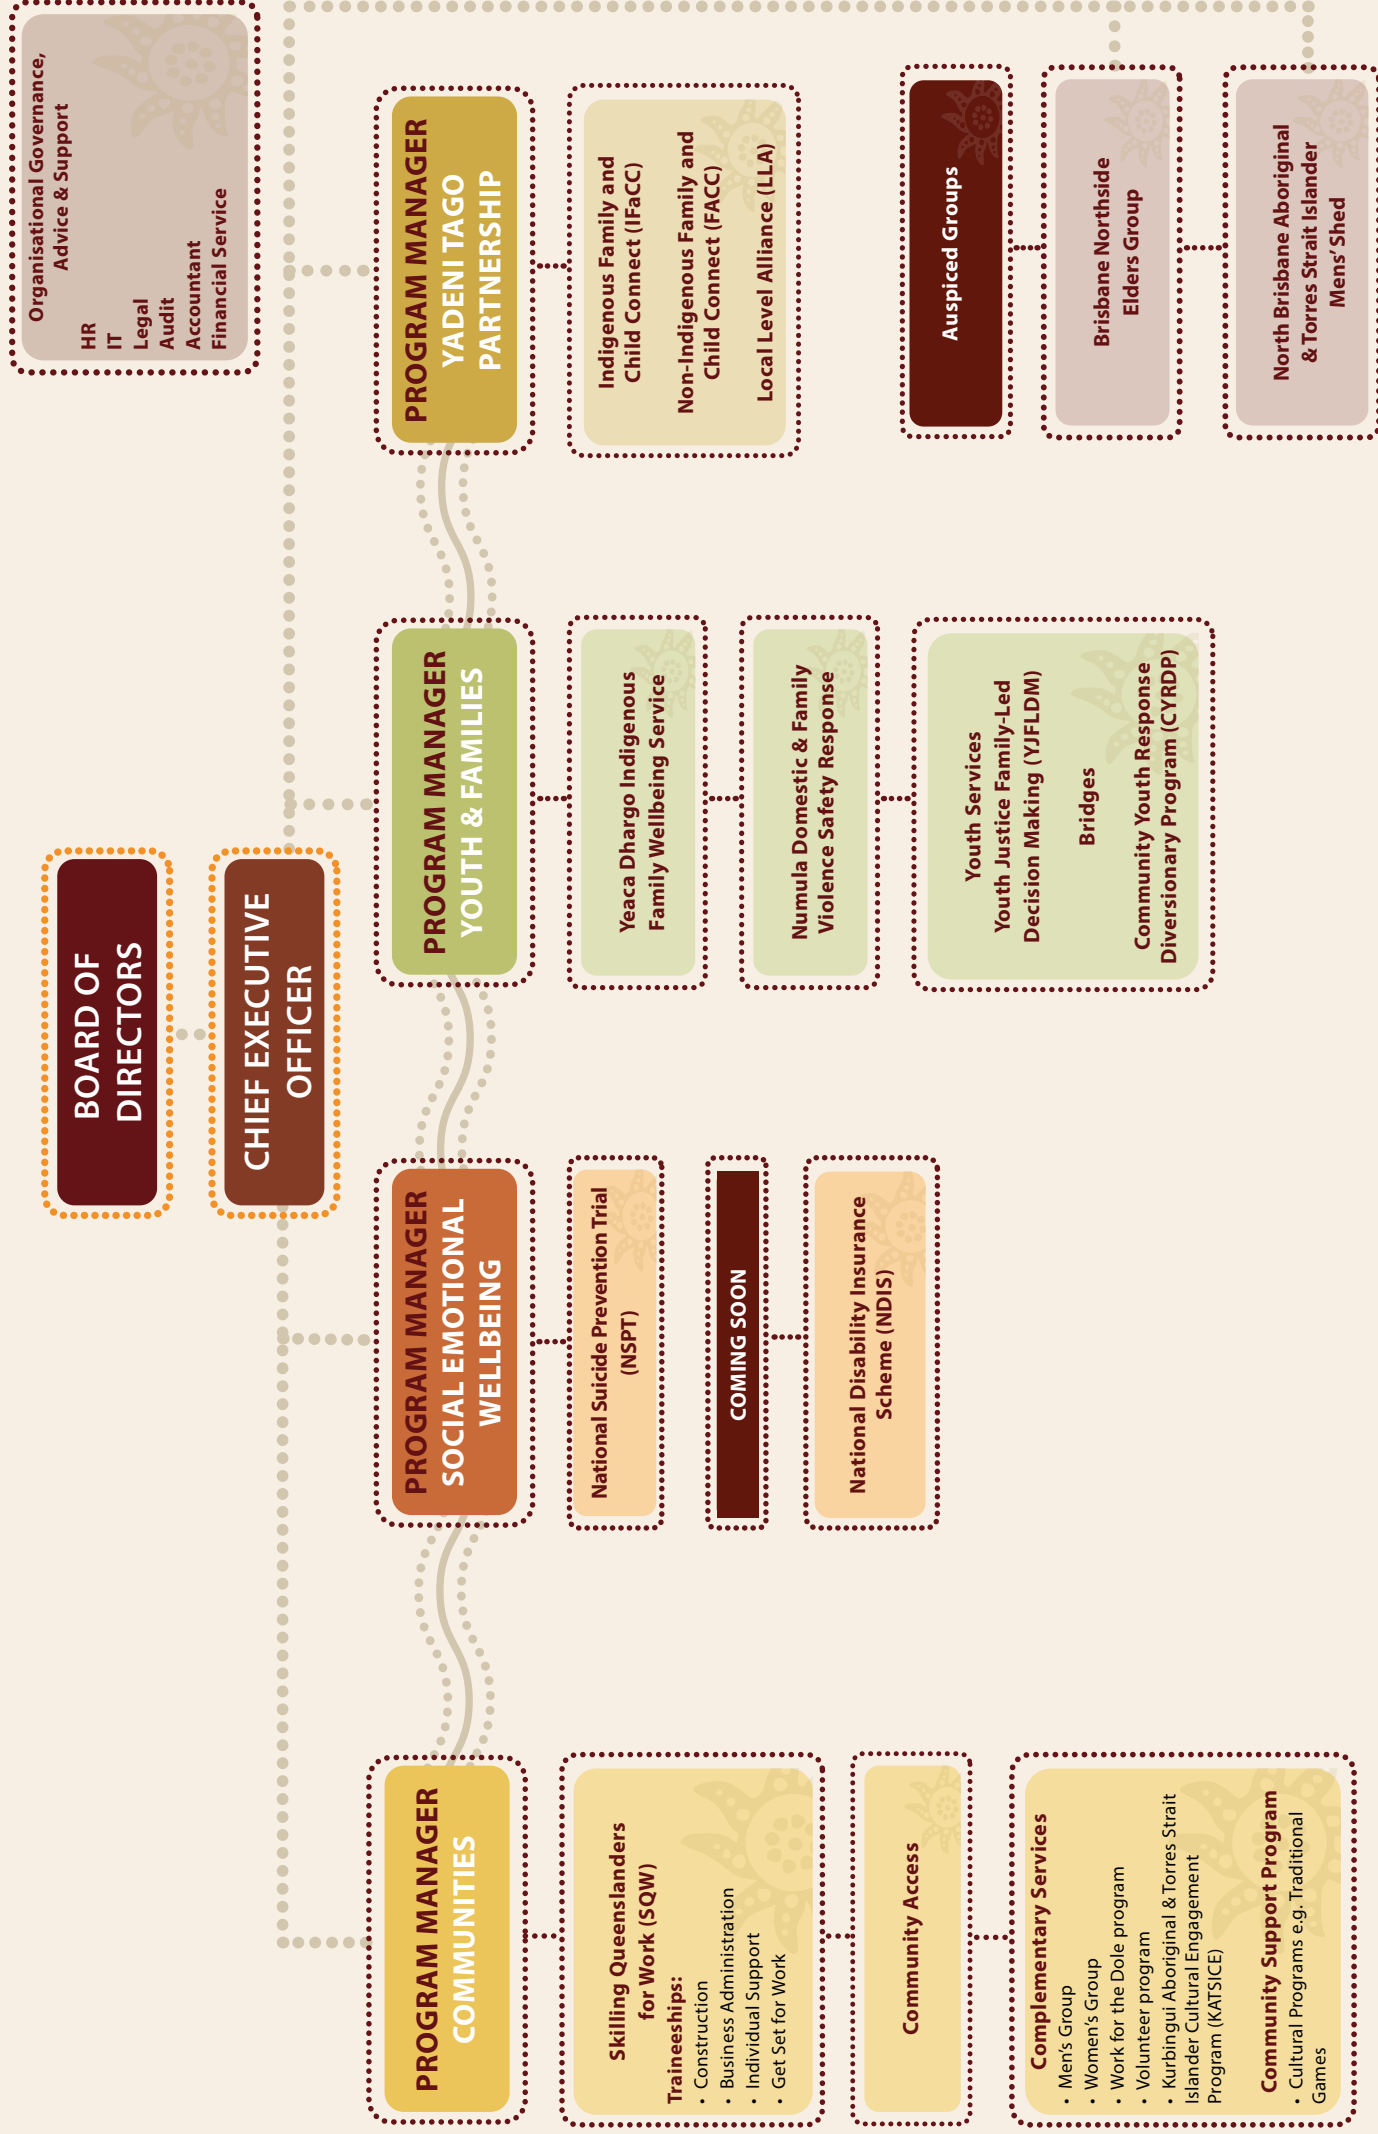 BOARD OF
DIRECTORS
CHIEF EXECUTIVE
OFFICER
Organisational Governance,
Advice & Support
HR
IT
Legal
Audit
Accountant
Financial Service
PROGRAM MANAGER
COMMUNITIES
Skilling Queenslanders
for Work (SQW)
Traineeships:
• Construction
• Business Administration
• Individual Support
• Get Set for Work
Community Access
Complementary Services
• Men's Group
• Women's Group
• Work for the Dole program
• Volunteer program
• Kurbingui Aboriginal & Torres Strait
Islander Cultural Engagement
Program (KATSICE)
Community Support Program
• Cultural Programs e.g. Traditional
Games
PROGRAM MANAGER
SOCIAL EMOTIONAL
WELLBEING
National Suicide Prevention Trial
(NSPT)
COMING SOON
National Disability Insurance
Scheme (NDIS)
PROGRAM MANAGER
YOUTH & FAMILIES
Yeaca Dhargo Indigenous
Family Wellbeing Service
Numula Domestic & Family
Violence Safety Response
Youth Services
Youth Justice Family-Led
Decision Making (YJFLDM)
Bridges
Community Youth Response
Diversionary Program (CYRDP)
PROGRAM MANAGER
YADENI TAGO
PARTNERSHIP
Indigenous Family and
Child Connect (IFaCC)
Non-Indigenous Family and
Child Connect (FACC)
Local Level Alliance (LLA)
Auspiced Groups
Brisbane Northside
Elders Group
North Brisbane Aboriginal
& Torres Strait Islander
Mens' Shed